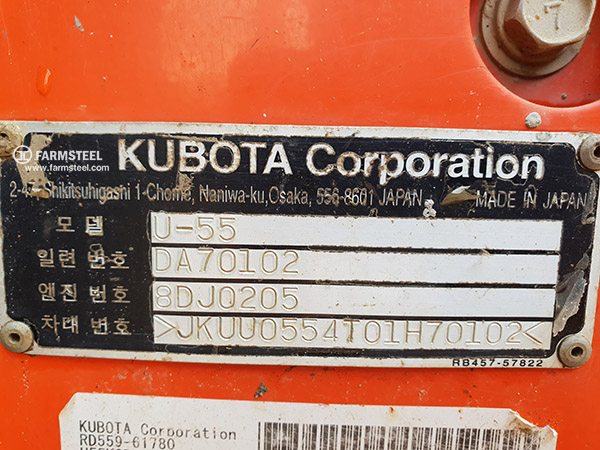 7
FARMSTEEL
www.farmsteel.com
KUBOTA Corporation
2-47 Shikitsuhigashi 1-Chome, Naniwa-ku, Osaka, 556-8601 JAPAN MADE IN JAPAN
모델 U-55
일련 번호 DA70102
엔진 번호 8DJ0205
차대 번호 >JKUU0554T01H70102<
RB457-57822
KUBOTA Corporation
RD559-61780